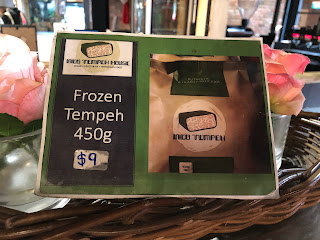 INDO TEMPEH HOUSE
Frozen
Tempeh
450g
$9
INDO TEMPEH